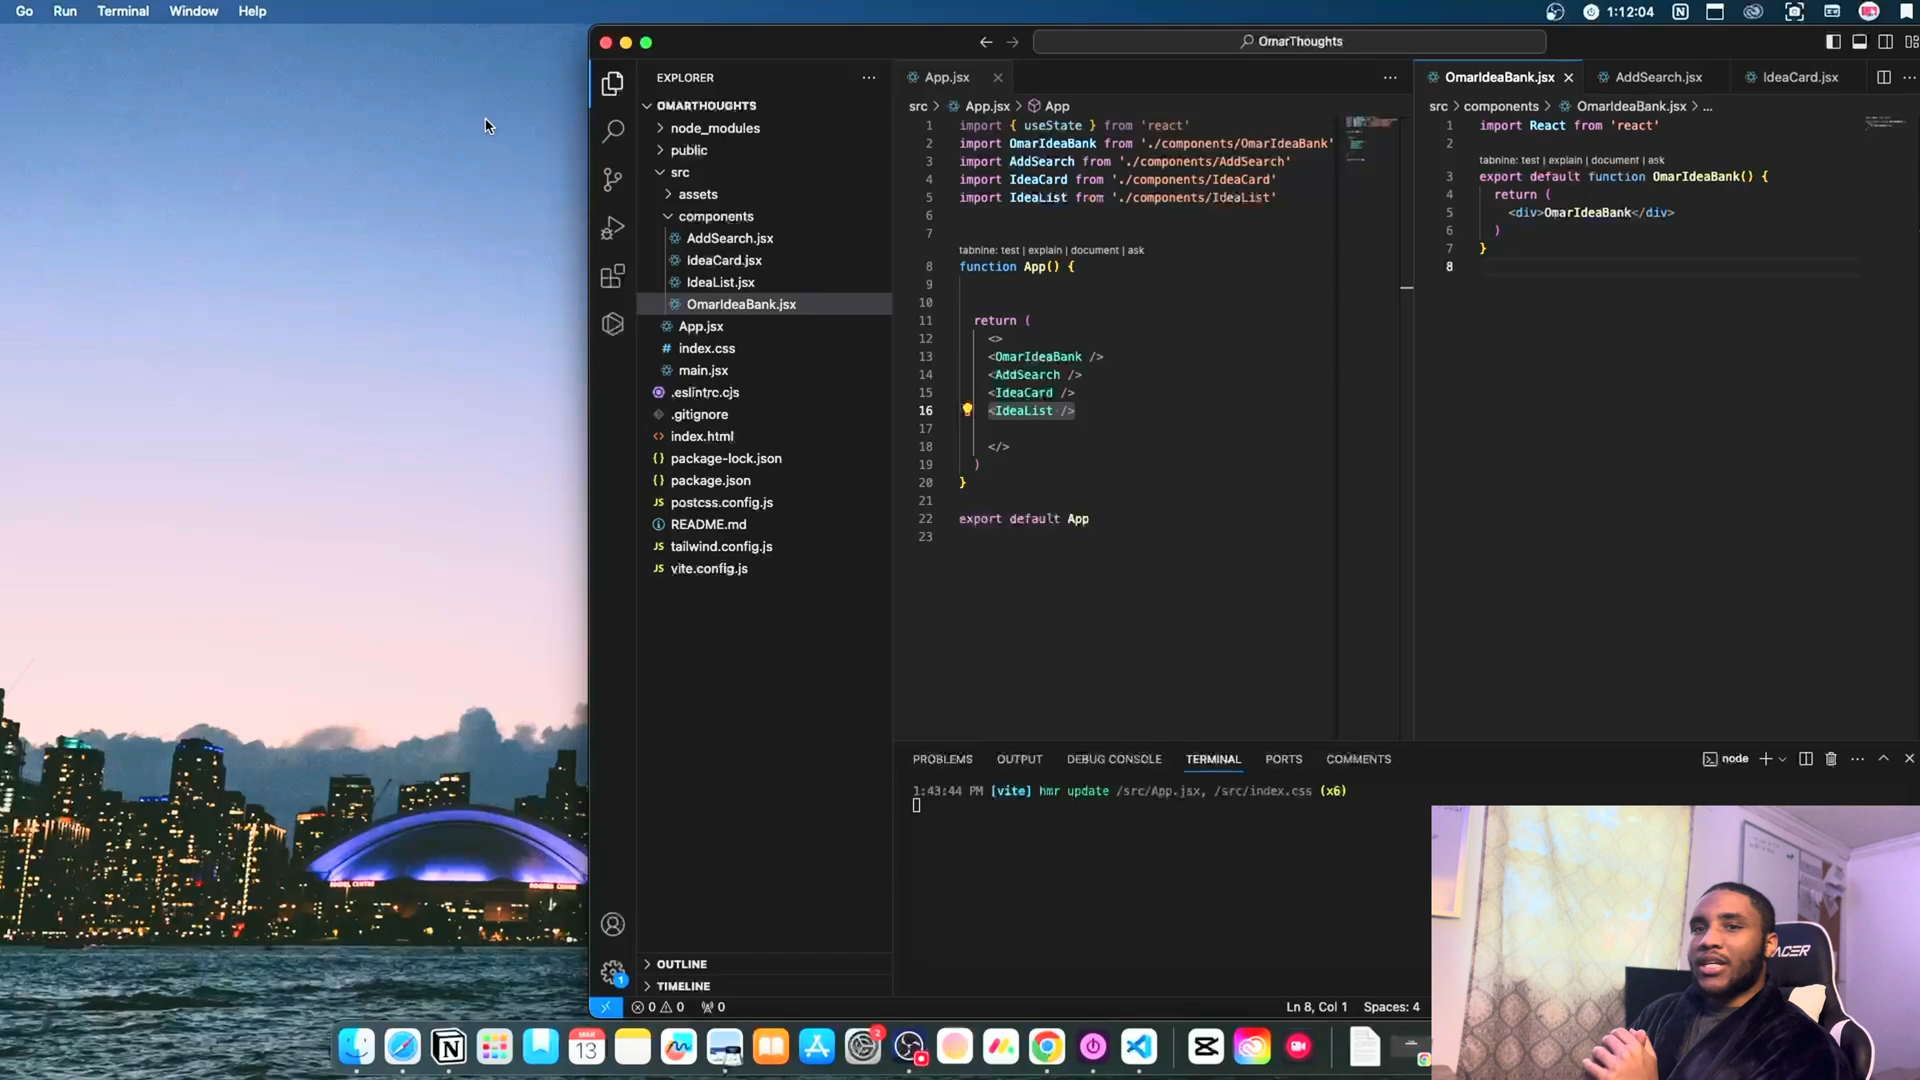 Go Run Terminal Window Help
1:12:04
OmarThoughts
EXPLORER
OMARTHOUGHTS
node_modules
public
src
assets
components
AddSearch.jsx
IdeaCard.jsx
IdeaList.jsx
OmarIdeaBank.jsx
App.jsx
index.css
main.jsx
.eslintrc.cjs
.gitignore
index.html
package-lock.json
package.json
postcss.config.js
README.md
tailwind.config.js
vite.config.js
OUTLINE
TIMELINE
App.jsx
src > App.jsx > App
1 import { useState } from 'react'
2 import OmarIdeaBank from './components/OmarIdeaBank'
3 import AddSearch from './components/AddSearch'
4 import IdeaCard from './components/IdeaCard'
5 import IdeaList from './components/IdeaList'
6
7
tabnine: test | explain | document | ask
8 function App() {
9
10
11 return (
12 <>
13 <OmarIdeaBank />
14 <AddSearch />
15 <IdeaCard />
16 <IdeaList />
17
18 </>
19 )
20 }
21
22 export default App
23
OmarIdeaBank.jsx AddSearch.jsx IdeaCard.jsx
src > components > OmarIdeaBank.jsx > ...
1 import React from 'react'
2
tabnine: test | explain | document | ask
3 export default function OmarIdeaBank() {
4 return (
5 <div>OmarIdeaBank</div>
6 )
7 }
8
PROBLEMS OUTPUT DEBUG CONSOLE TERMINAL PORTS COMMENTS
node
1:43:44 PM [vite] hmr update /src/App.jsx, /src/index.css (x6)
0 0 0
Ln 8, Col 1 Spaces: 4
1
ROGERS CENTRE
ROGERS CENTRE
MAR
13
2
ACER